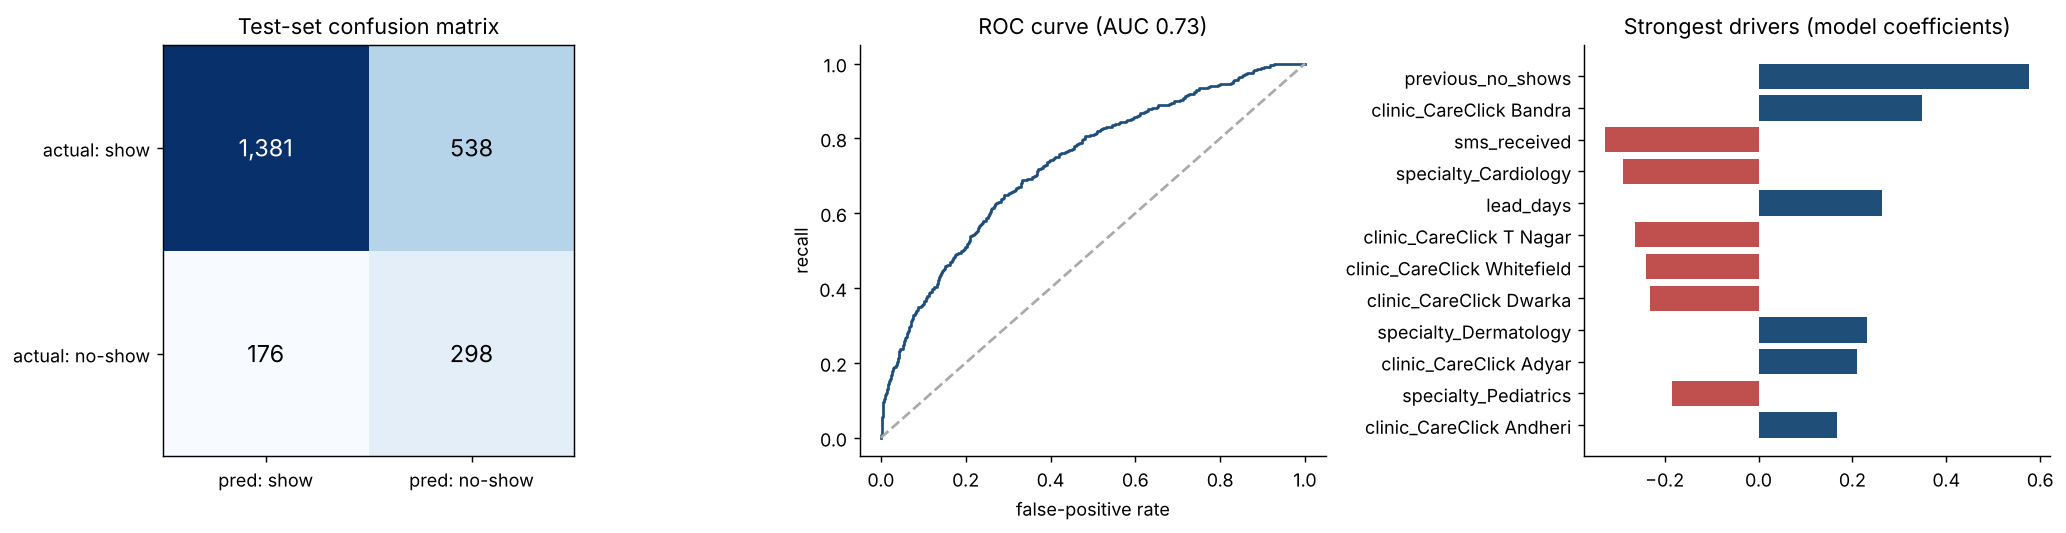 Test-set confusion matrix
actual: show
1,381
538
actual: no-show
176
298
pred: show
pred: no-show
ROC curve (AUC 0.73)
recall
1.0
0.8
0.6
0.4
0.2
0.0
0.0
0.2
0.4
0.6
0.8
1.0
false-positive rate
Strongest drivers (model coefficients)
previous_no_shows
clinic_CareClick Bandra
sms_received
specialty_Cardiology
lead_days
clinic_CareClick T Nagar
clinic_CareClick Whitefield
clinic_CareClick Dwarka
specialty_Dermatology
clinic_CareClick Adyar
specialty_Pediatrics
clinic_CareClick Andheri
−0.2
0.0
0.2
0.4
0.6